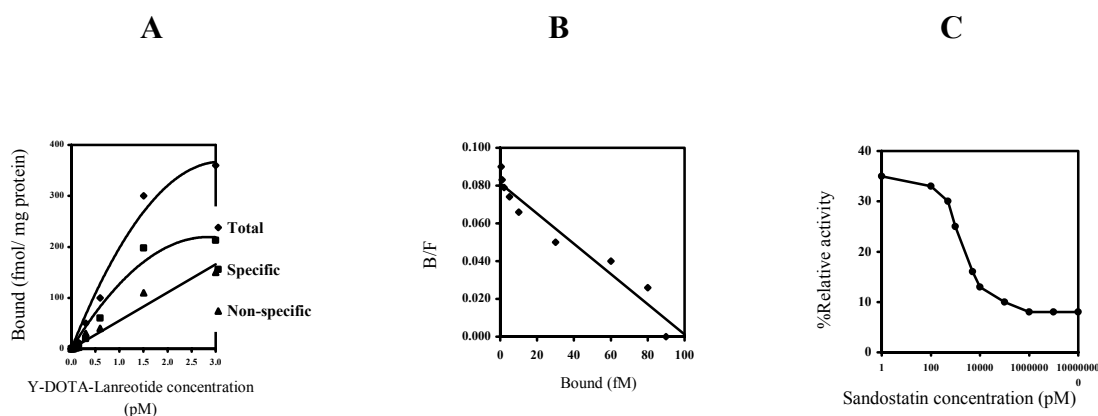 A
B
C
Bound (fmol/ mg protein)
400
300
200
100
0
0.0 0.5 1.0 1.5 2.0 2.5 3.0
Total
Specific
Non-specific
Y-DOTA-Lanreotide concentration
(pM)
B/F
0.100
0.080
0.060
0.040
0.020
0.000
0 20 40 60 80 100
Bound (fM)
%Relative activity
40
30
20
10
0
1 100 10000 1000000 10000000
0
Sandostatin concentration (pM)